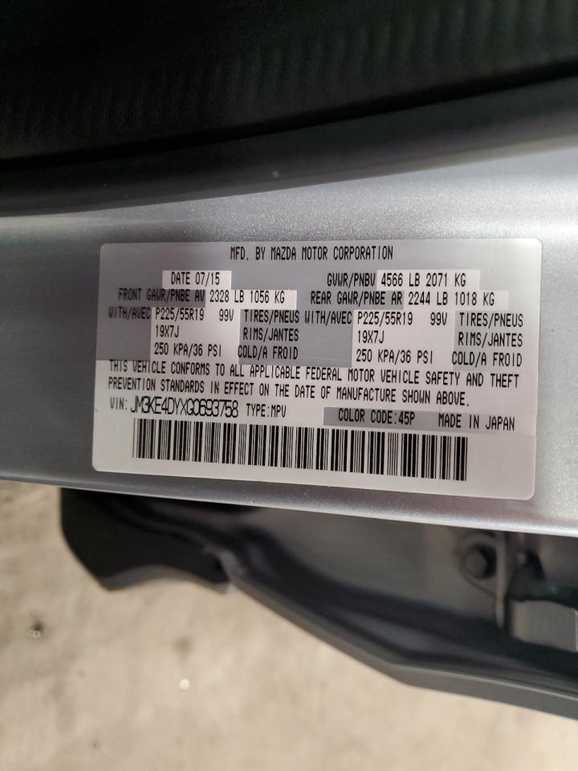 MFD. BY MAZDA MOTOR CORPORATION
DATE 07/15 GVWR/PNBV 4566 LB 2071 KG
FRONT GAWR/PNBE AV 2328 LB 1056 KG REAR GAWR/PNBE AR 2244 LB 1018 KG
WITH/AVEC P225/55R19 99V TIRES/PNEUS WITH/AVEC P225/55R19 99V TIRES/PNEUS
19X7J RIMS/JANTES 19X7J RIMS/JANTES
250 KPA/36 PSI COLD/A FROID 250 KPA/36 PSI COLD/A FROID
THIS VEHICLE CONFORMS TO ALL APPLICABLE FEDERAL MOTOR VEHICLE SAFETY AND THEFT
PREVENTION STANDARDS IN EFFECT ON THE DATE OF MANUFACTURE SHOWN ABOVE.
VIN: JM3KE4DYXG0693758 TYPE:MPV COLOR CODE:45P MADE IN JAPAN